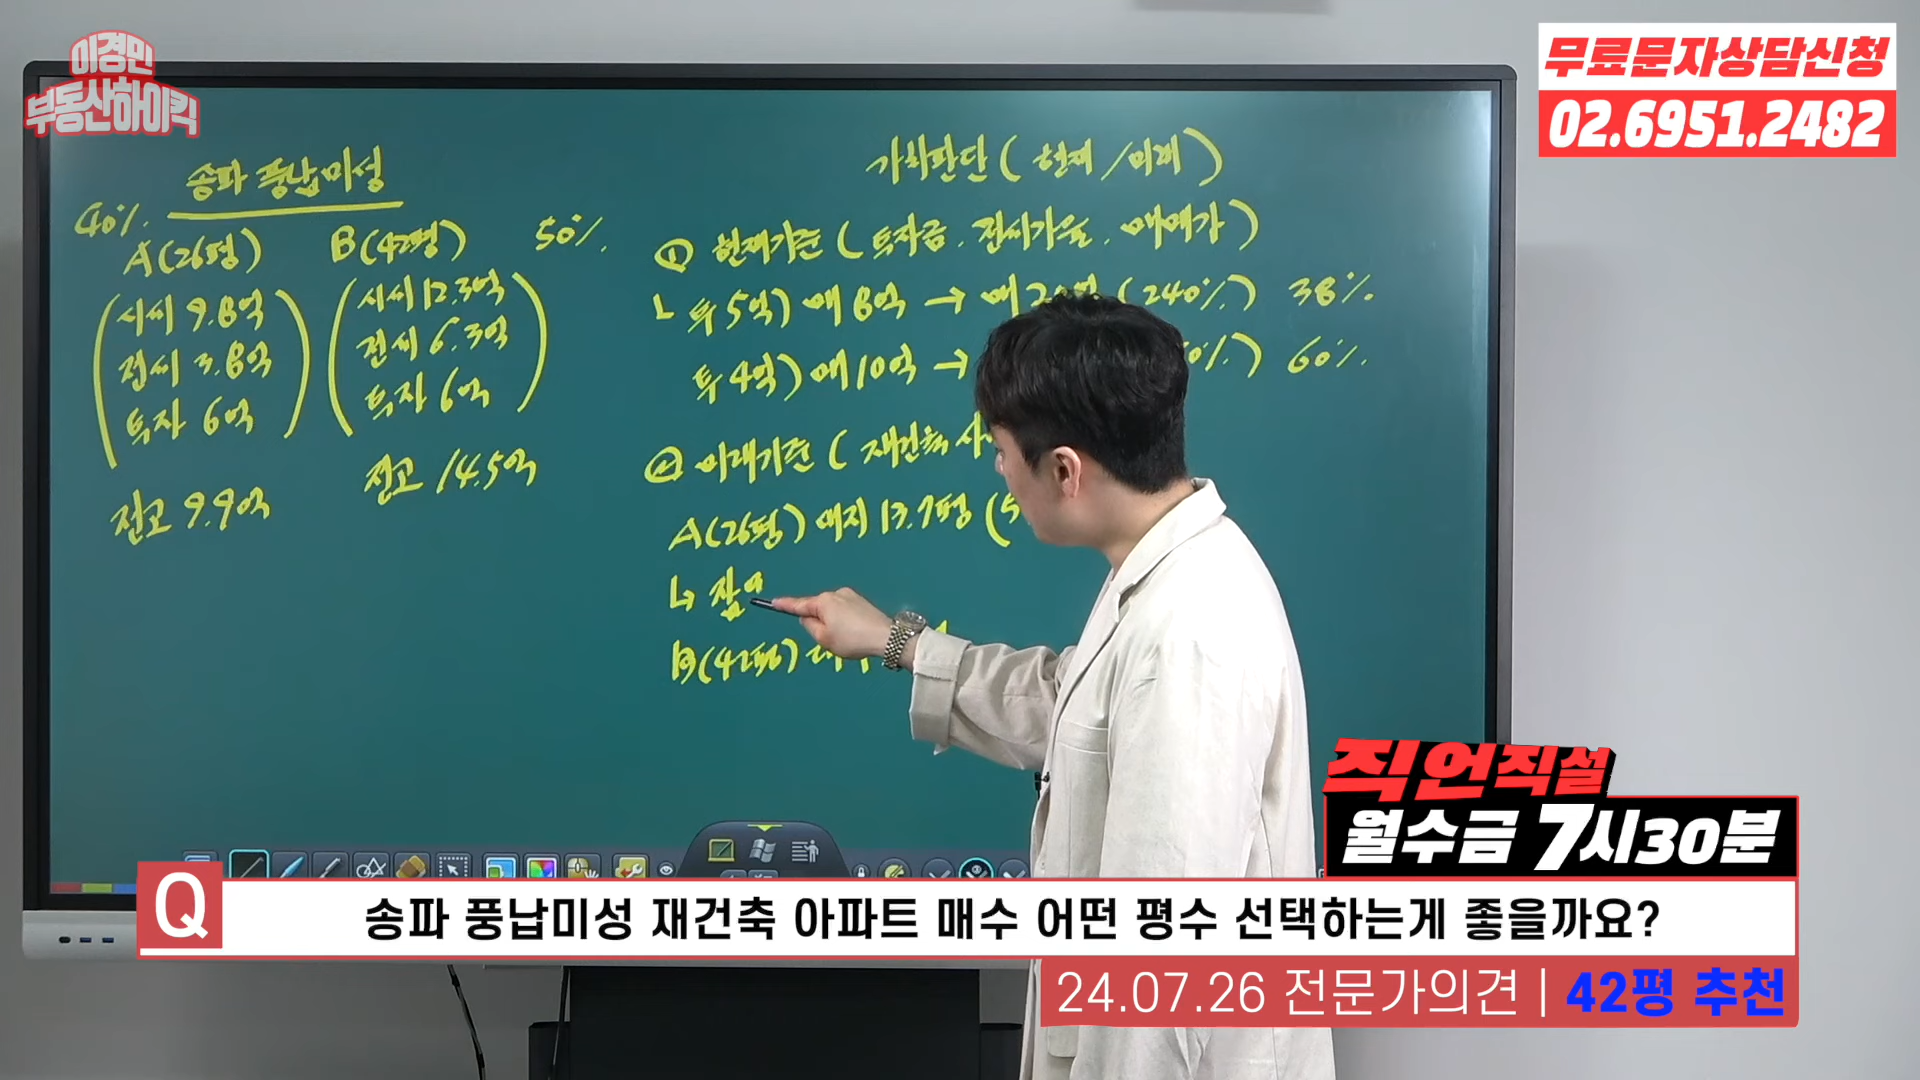 이경민
부동산하이킥
무료문자상담신청
02.6951.2482
송파 풍납미성
40%.
A(26평)
B(42평)
50%.
시세 9.8억
전세 3.8억
투자 6억
시세 12.3억
전세 6.3억
투자 6억
전고 9.9억
전고 14.5억
가치판단 ( 현재 / 미래 )
① 현재기준 ( 투자금. 전세가율. 매매가 )
투 5억) 매 8억 → 매 (240%) 38%
투 4억) 매 10억 → %) 60%.
② 미래기준 ( 재건축
A(26평) 대지 13.7평 (5
↳
B(42평)
직언직설
월수금 7시30분
Q 송파 풍납미성 재건축 아파트 매수 어떤 평수 선택하는게 좋을까요?
24.07.26 전문가의견 | 42평 추천